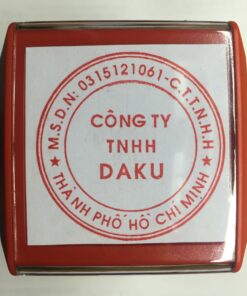 ★ M.S.D.N: 0315121061-C.T.T.N.H.H ★
CÔNG TY
TNHH
DAKU
THÀNH PHỐ HỒ CHÍ MINH